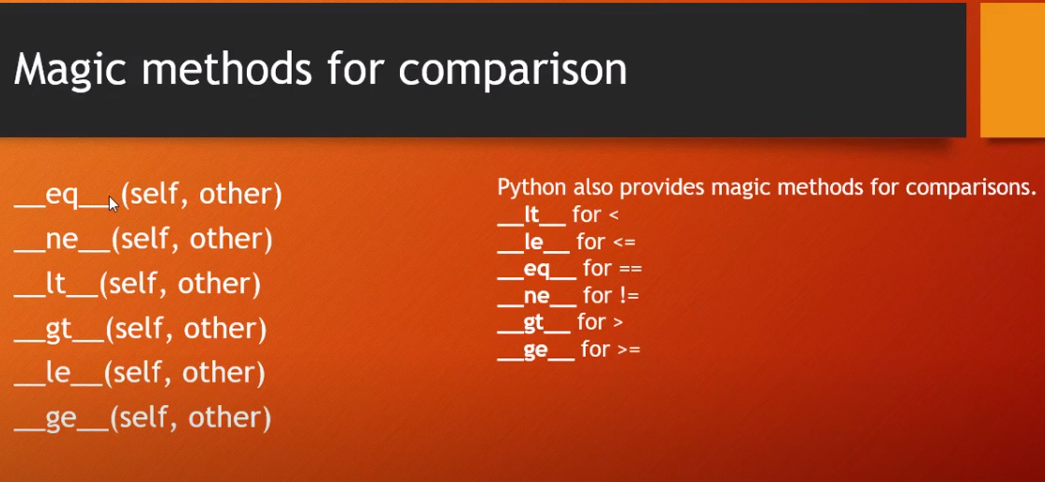 Magic methods for comparison
__eq__(self, other)
__ne__(self, other)
__lt__(self, other)
__gt__(self, other)
__le__(self, other)
__ge__(self, other)
Python also provides magic methods for comparisons.
__lt__ for <
__le__ for <=
__eq__ for ==
__ne__ for !=
__gt__ for >
__ge__ for >=